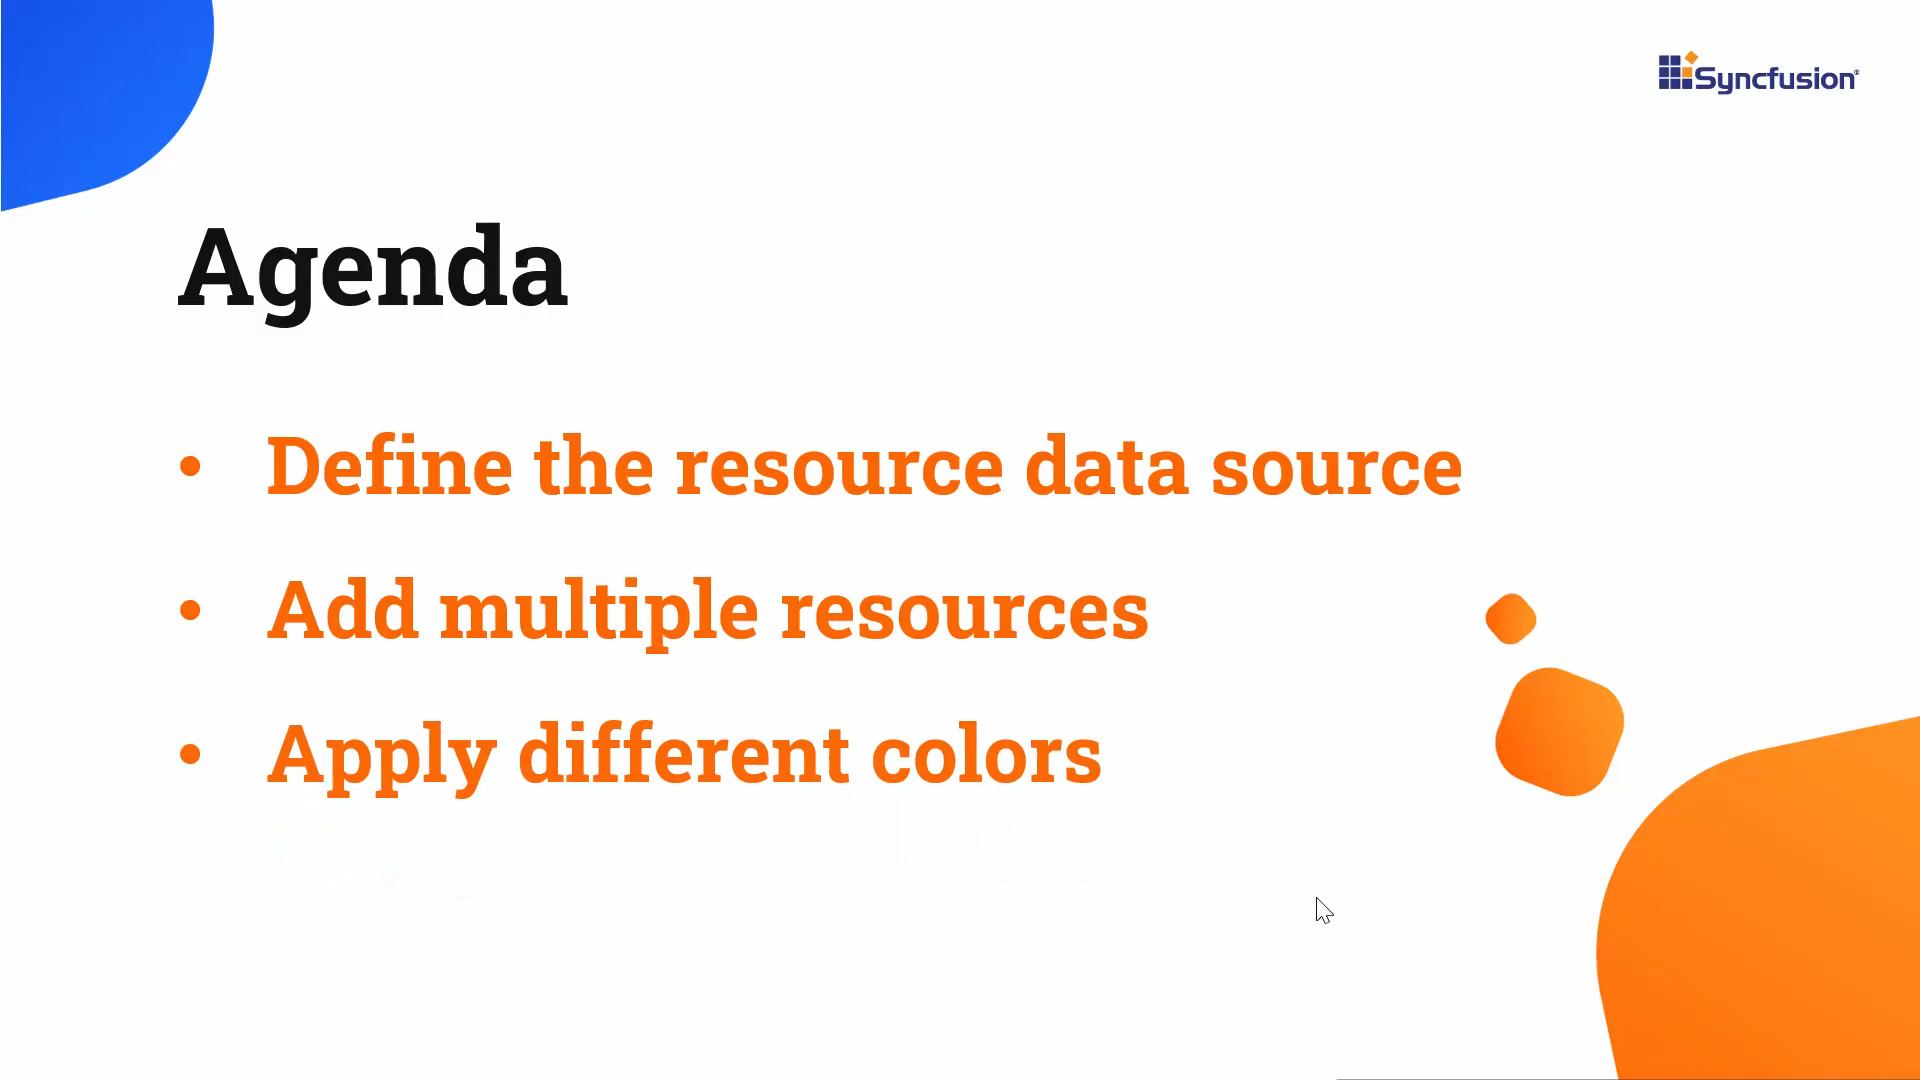 Syncfusion®
Agenda
• Define the resource data source
• Add multiple resources
• Apply different colors